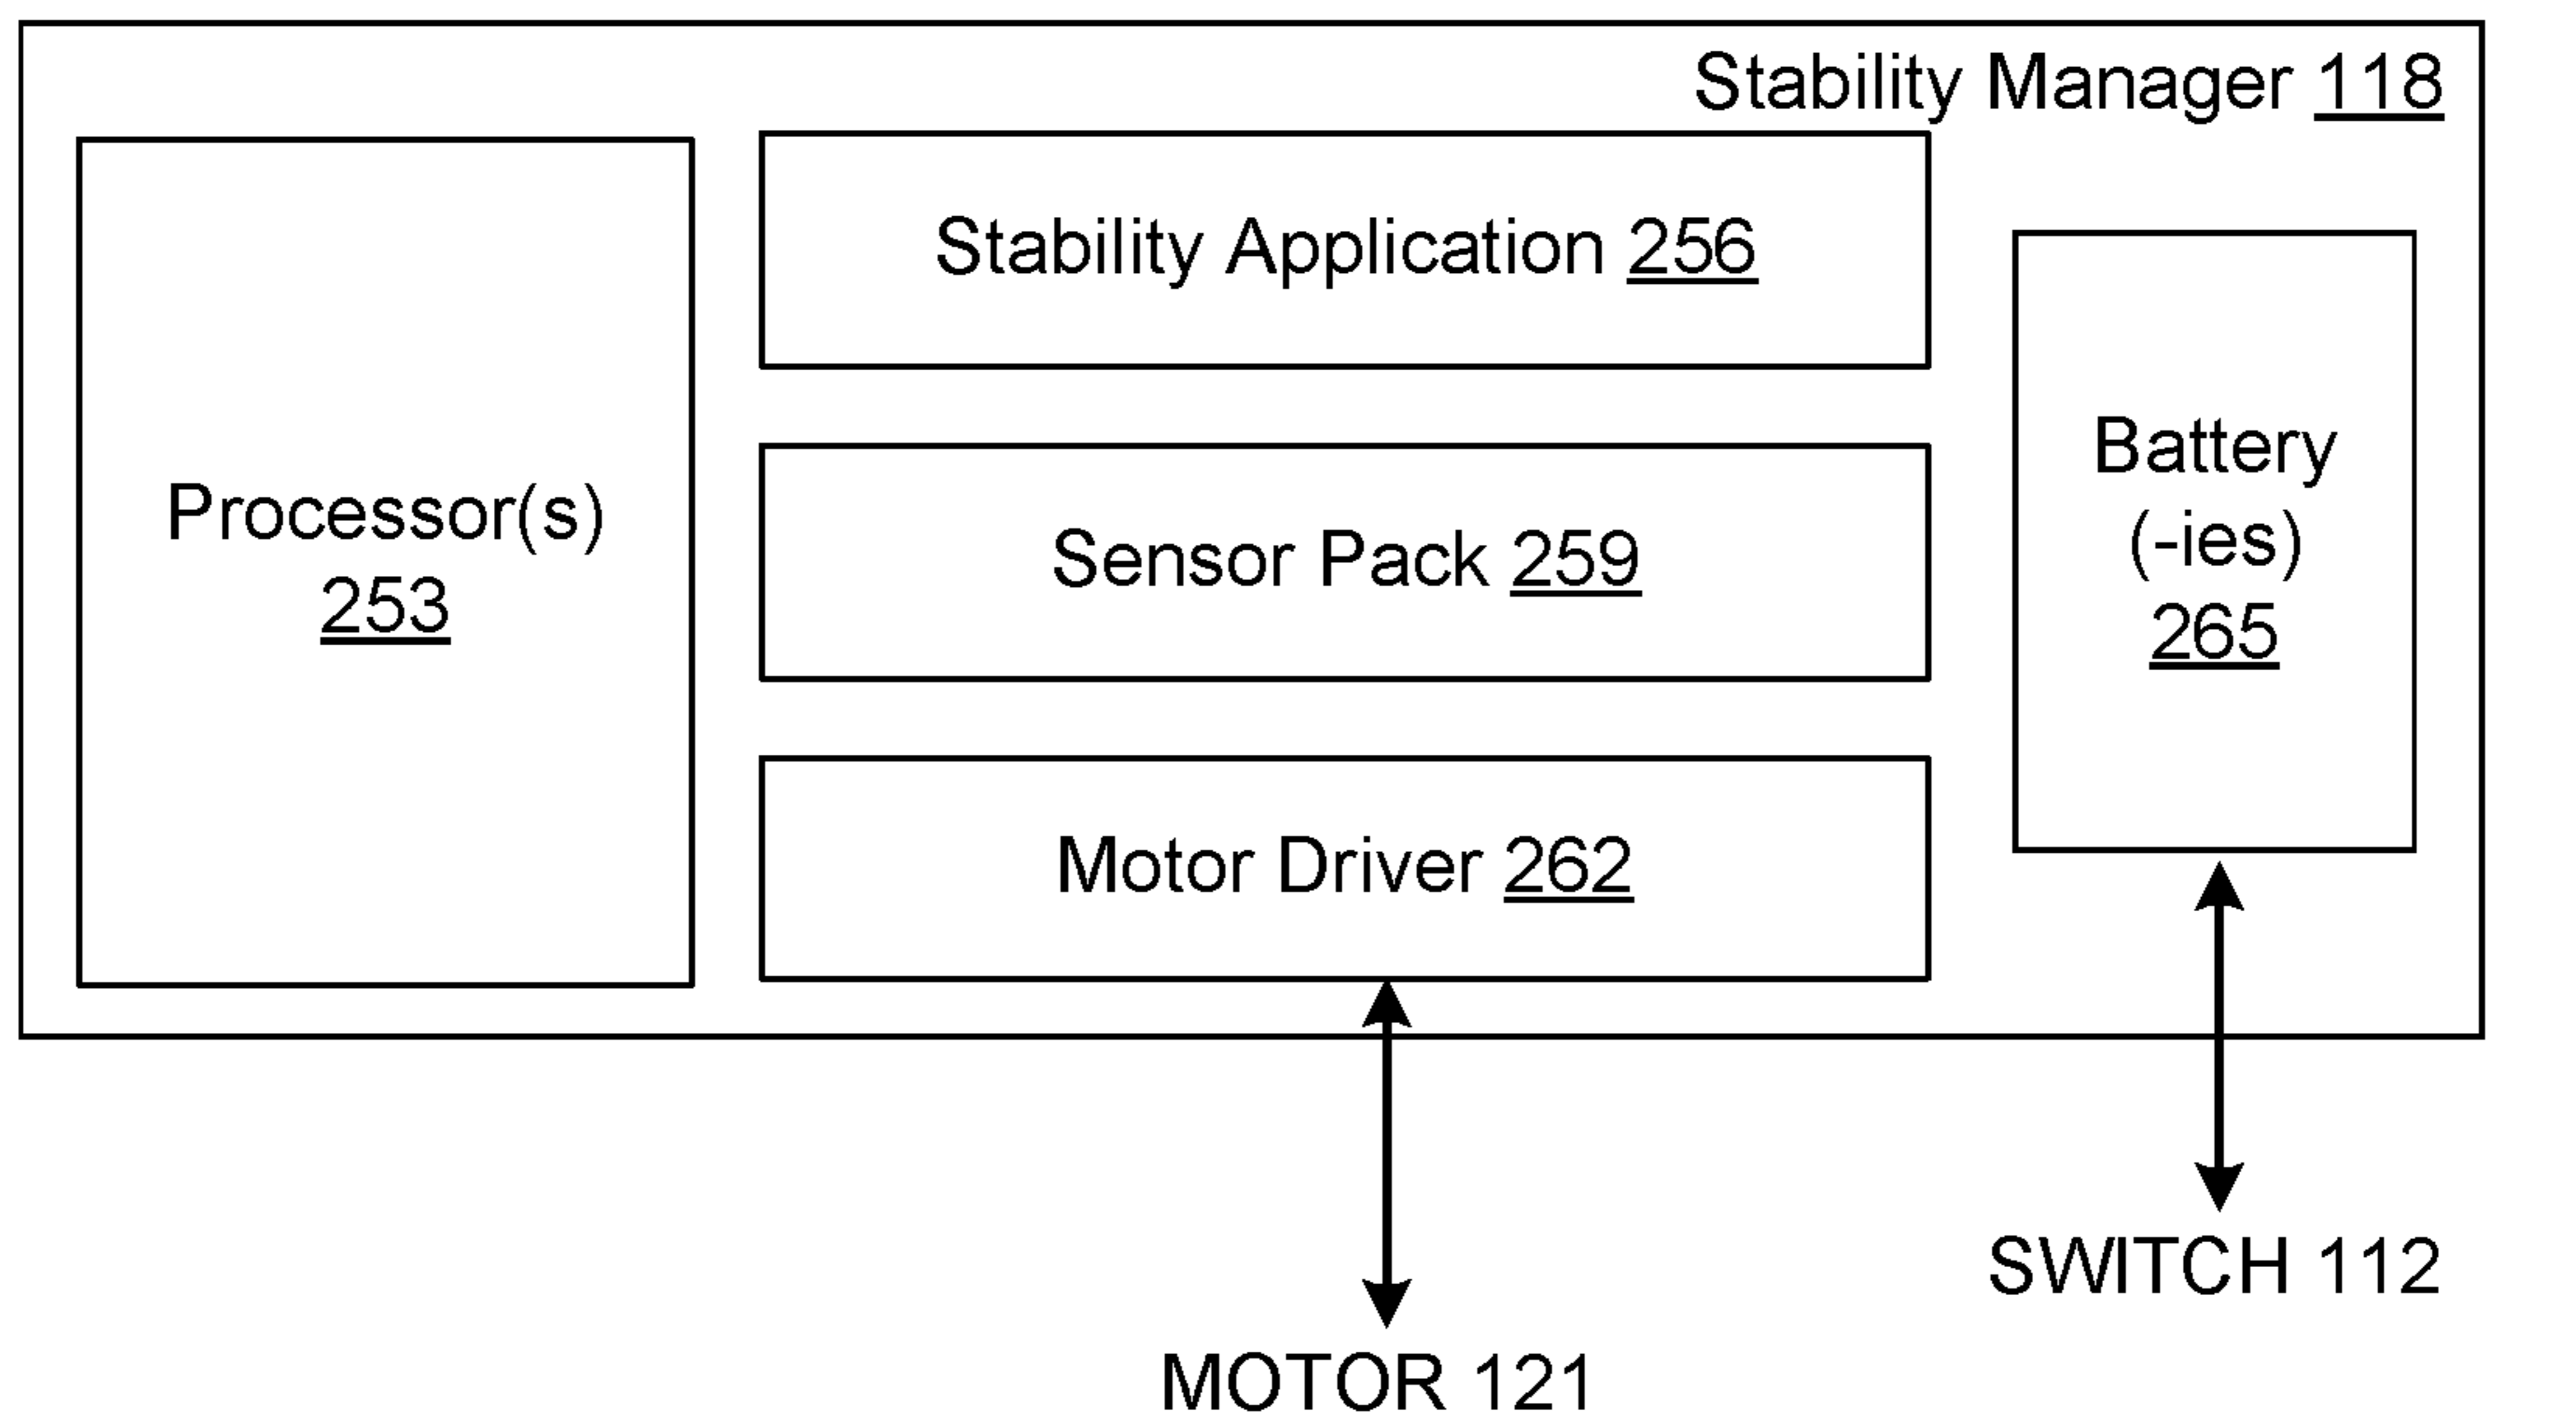 Stability Manager 118
Processor(s)
253
Stability Application 256
Sensor Pack 259
Motor Driver 262
Battery
(-ies)
265
MOTOR 121
SWITCH 112